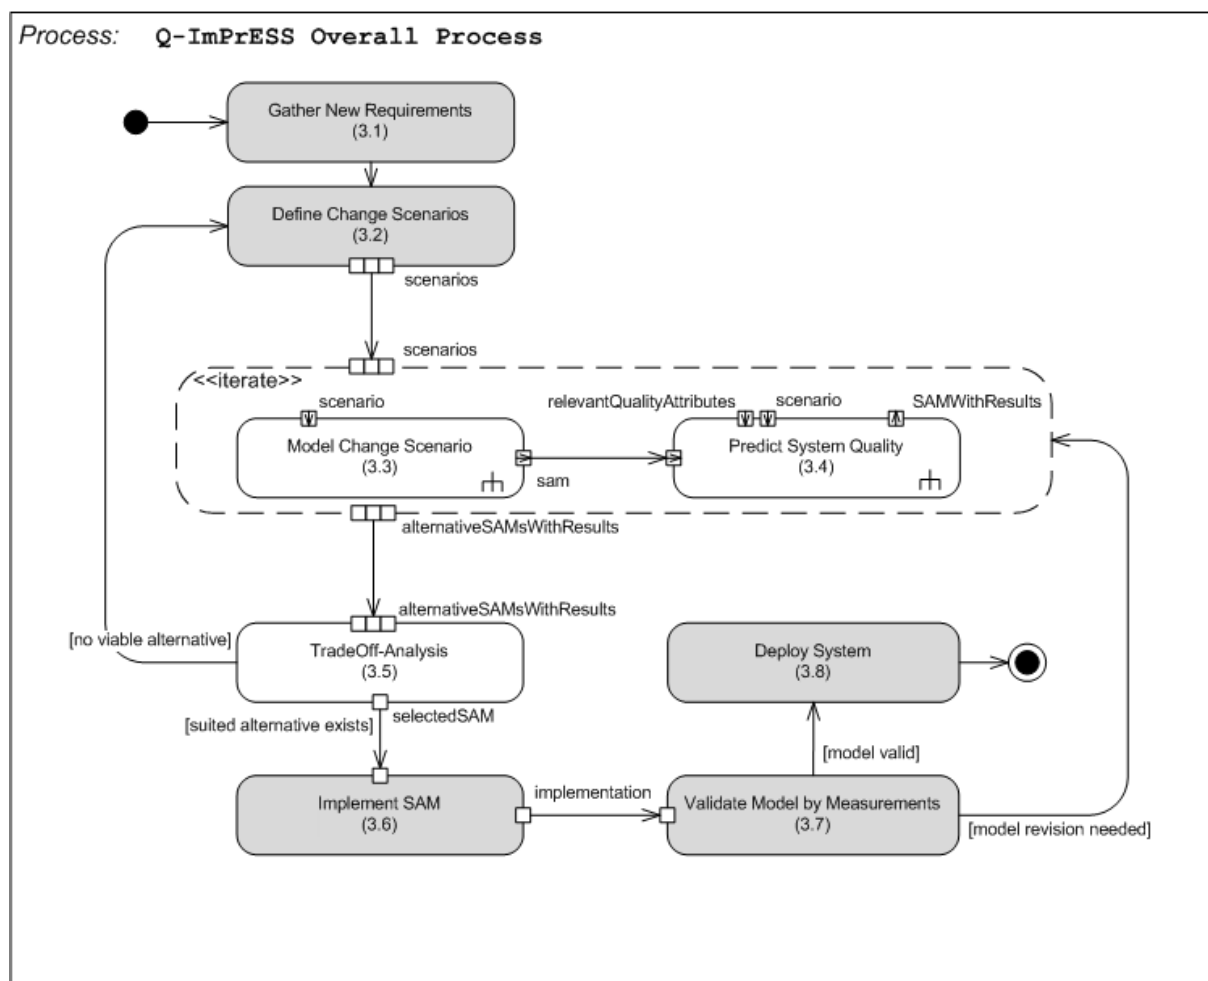 Process: Q-ImPrESS Overall Process
Gather New Requirements
(3.1)
Define Change Scenarios
(3.2)
scenarios
scenarios
<<iterate>>
scenario
relevantQualityAttributes
scenario
SAMWithResults
Model Change Scenario
(3.3)
sam
Predict System Quality
(3.4)
alternativeSAMsWithResults
alternativeSAMsWithResults
[no viable alternative]
TradeOff-Analysis
(3.5)
Deploy System
(3.8)
selectedSAM
[suited alternative exists]
[model valid]
Implement SAM
(3.6)
implementation
Validate Model by Measurements
(3.7)
[model revision needed]